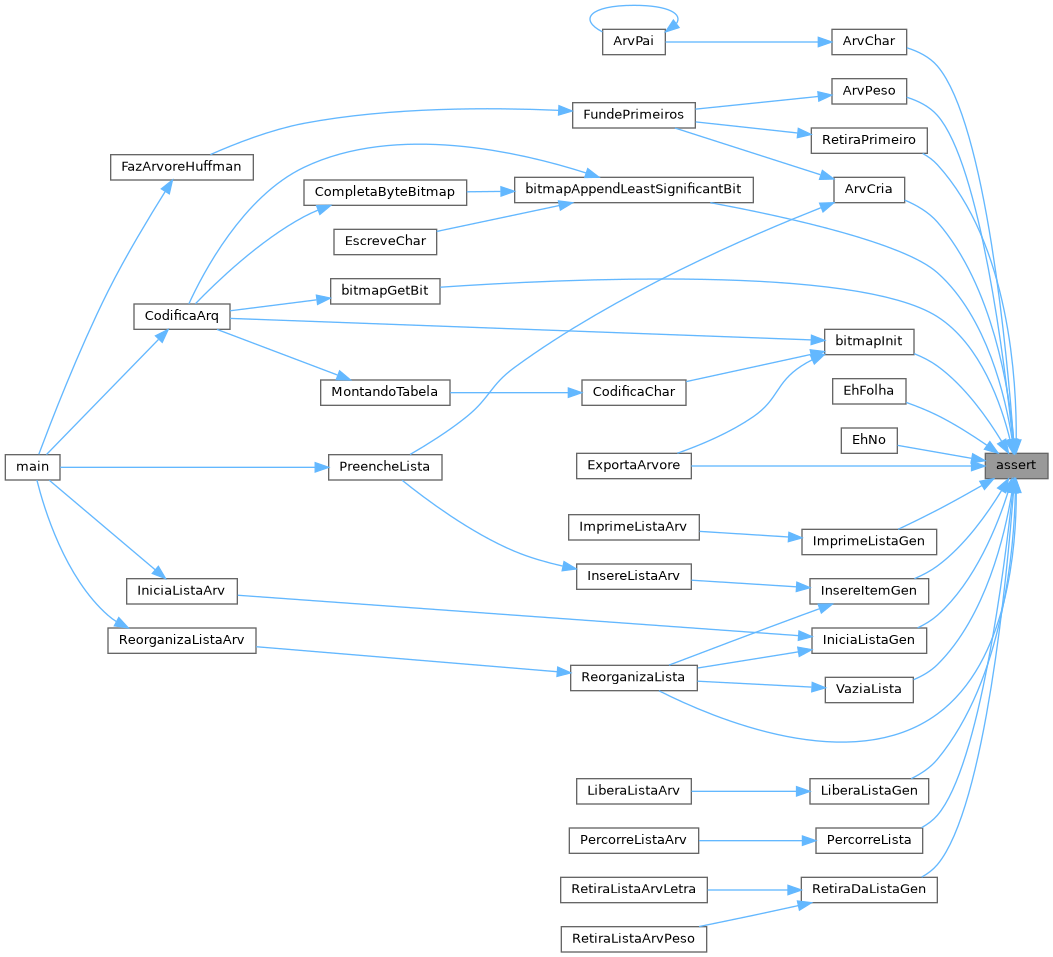 ArvPai
ArvChar
ArvPeso
FundePrimeiros
RetiraPrimeiro
FazArvoreHuffman
CompletaByteBitmap
bitmapAppendLeastSignificantBit
ArvCria
EscreveChar
bitmapGetBit
CodificaArq
bitmapInit
MontandoTabela
CodificaChar
EhFolha
EhNo
main
PreencheLista
ExportaArvore
assert
ImprimeListaArv
ImprimeListaGen
InsereListaArv
IniciaListaArv
InsereItemGen
ReorganizaListaArv
IniciaListaGen
ReorganizaLista
VaziaLista
LiberaListaArv
LiberaListaGen
PercorreListaArv
PercorreLista
RetiraListaArvLetra
RetiraDaListaGen
RetiraListaArvPeso